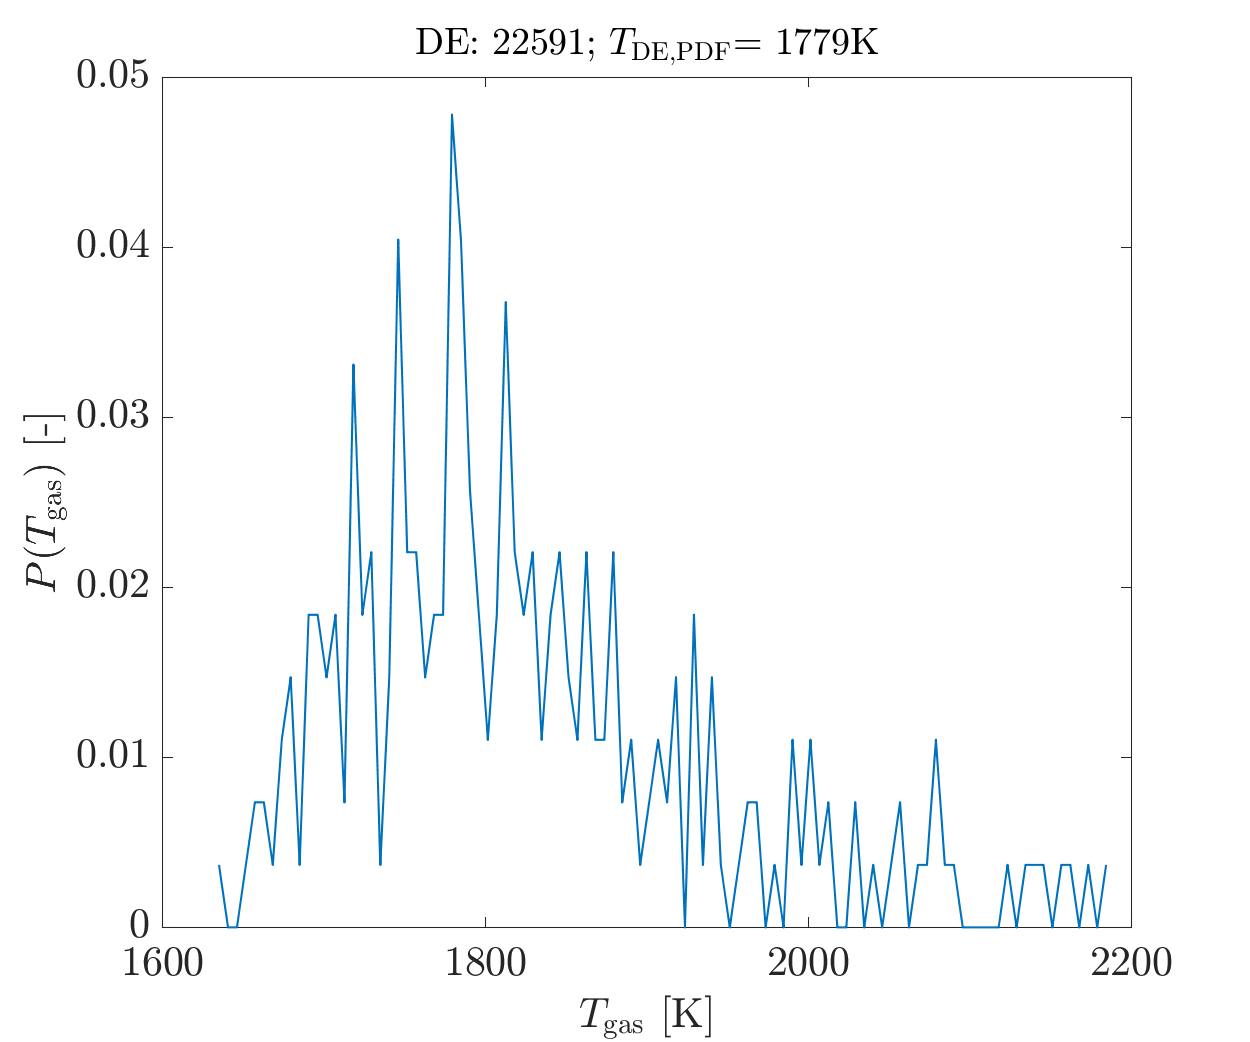 DE: 22591; T_DE,PDF= 1779K
0.05
0.04
0.03
0.02
0.01
0
1600 1800 2000 2200
T_gas [K]
P(T_gas) [-]